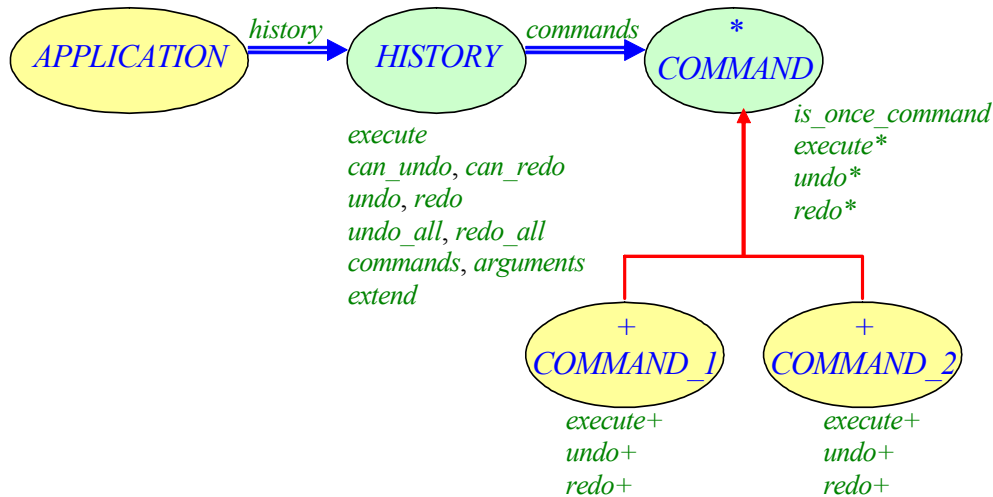 history
commands
APPLICATION
HISTORY
*
COMMAND
execute
can_undo, can_redo
undo, redo
undo_all, redo_all
commands, arguments
extend
is_once_command
execute*
undo*
redo*
+
COMMAND_1
+
COMMAND_2
execute+
undo+
redo+
execute+
undo+
redo+